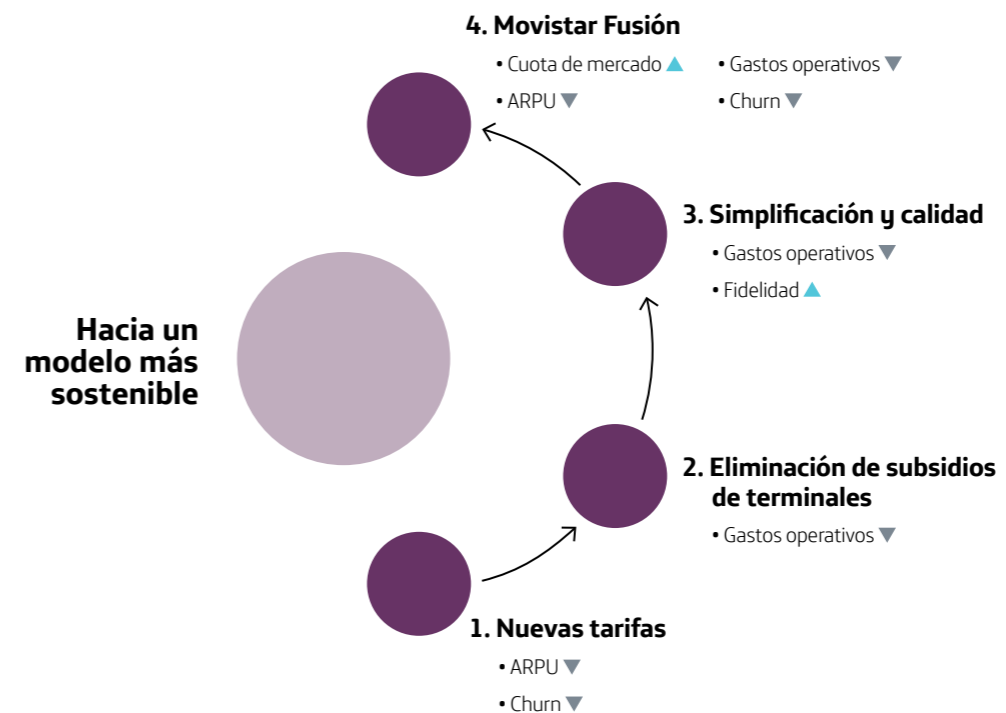 4. Movistar Fusión
• Cuota de mercado ▲
• Gastos operativos ▼
• ARPU ▼
• Churn ▼
3. Simplificación y calidad
• Gastos operativos ▼
• Fidelidad ▲
Hacia un
modelo más
sostenible
2. Eliminación de subsidios
de terminales
• Gastos operativos ▼
1. Nuevas tarifas
• ARPU ▼
• Churn ▼